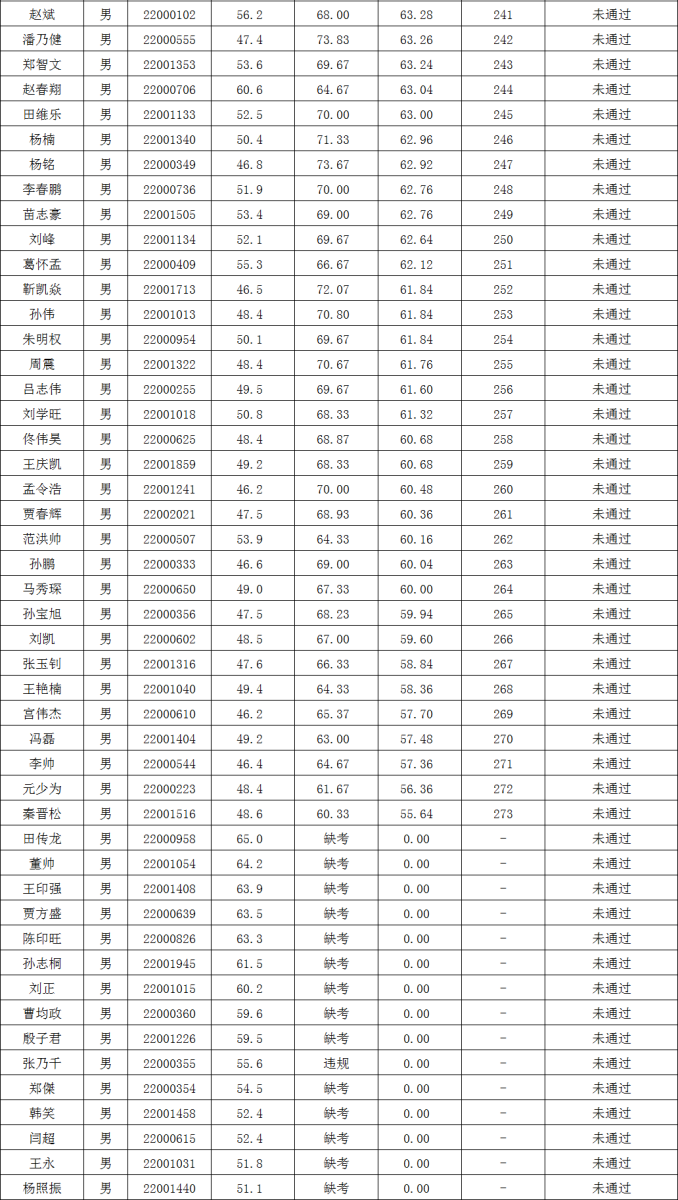 赵斌 男 22000102 56.2 68.00 63.28 241 未通过
潘乃健 男 22000555 47.4 73.83 63.26 242 未通过
郑智文 男 22001353 53.6 69.67 63.24 243 未通过
赵春翔 男 22000706 60.6 64.67 63.04 244 未通过
田维乐 男 22001133 52.5 70.00 63.00 245 未通过
杨楠 男 22001340 50.4 71.33 62.96 246 未通过
杨铭 男 22000349 46.8 73.67 62.92 247 未通过
李春鹏 男 22000736 51.9 70.00 62.76 248 未通过
苗志豪 男 22001505 53.4 69.00 62.76 249 未通过
刘峰 男 22001134 52.1 69.67 62.64 250 未通过
葛怀孟 男 22000409 55.3 66.67 62.12 251 未通过
靳凯焱 男 22001713 46.5 72.07 61.84 252 未通过
孙伟 男 22001013 48.4 70.80 61.84 253 未通过
朱明权 男 22000954 50.1 69.67 61.84 254 未通过
周震 男 22001322 48.4 70.67 61.76 255 未通过
吕志伟 男 22000255 49.5 69.67 61.60 256 未通过
刘学旺 男 22001018 50.8 68.33 61.32 257 未通过
佟伟昊 男 22000625 48.4 68.87 60.68 258 未通过
王庆凯 男 22001859 49.2 68.33 60.68 259 未通过
孟令浩 男 22001241 46.2 70.00 60.48 260 未通过
贾春辉 男 22002021 47.5 68.93 60.36 261 未通过
范洪帅 男 22000507 53.9 64.33 60.16 262 未通过
孙鹏 男 22000333 46.6 69.00 60.04 263 未通过
马秀琛 男 22000650 49.0 67.33 60.00 264 未通过
孙宝旭 男 22000356 47.5 68.23 59.94 265 未通过
刘凯 男 22000602 48.5 67.00 59.60 266 未通过
张玉钊 男 22001316 47.6 66.33 58.84 267 未通过
王艳楠 男 22001040 49.4 64.33 58.36 268 未通过
宫伟杰 男 22000610 46.2 65.37 57.70 269 未通过
冯磊 男 22001404 49.2 63.00 57.48 270 未通过
李帅 男 22000544 46.4 64.67 57.36 271 未通过
元少为 男 22000223 48.4 61.67 56.36 272 未通过
秦晋松 男 22001516 48.6 60.33 55.64 273 未通过
田传龙 男 22000958 65.0 缺考 0.00 - 未通过
董帅 男 22001054 64.2 缺考 0.00 - 未通过
王印强 男 22001408 63.9 缺考 0.00 - 未通过
贾方盛 男 22000639 63.5 缺考 0.00 - 未通过
陈印旺 男 22000826 63.3 缺考 0.00 - 未通过
孙志桐 男 22001945 61.5 缺考 0.00 - 未通过
刘正 男 22001015 60.2 缺考 0.00 - 未通过
曹均政 男 22000360 59.6 缺考 0.00 - 未通过
殷子君 男 22001226 59.5 缺考 0.00 - 未通过
张乃千 男 22000355 55.6 违规 0.00 - 未通过
郑傑 男 22000354 54.5 缺考 0.00 - 未通过
韩笑 男 22001458 52.4 缺考 0.00 - 未通过
闫超 男 22000615 52.4 缺考 0.00 - 未通过
王永 男 22001031 51.8 缺考 0.00 - 未通过
杨照振 男 22001440 51.1 缺考 0.00 - 未通过